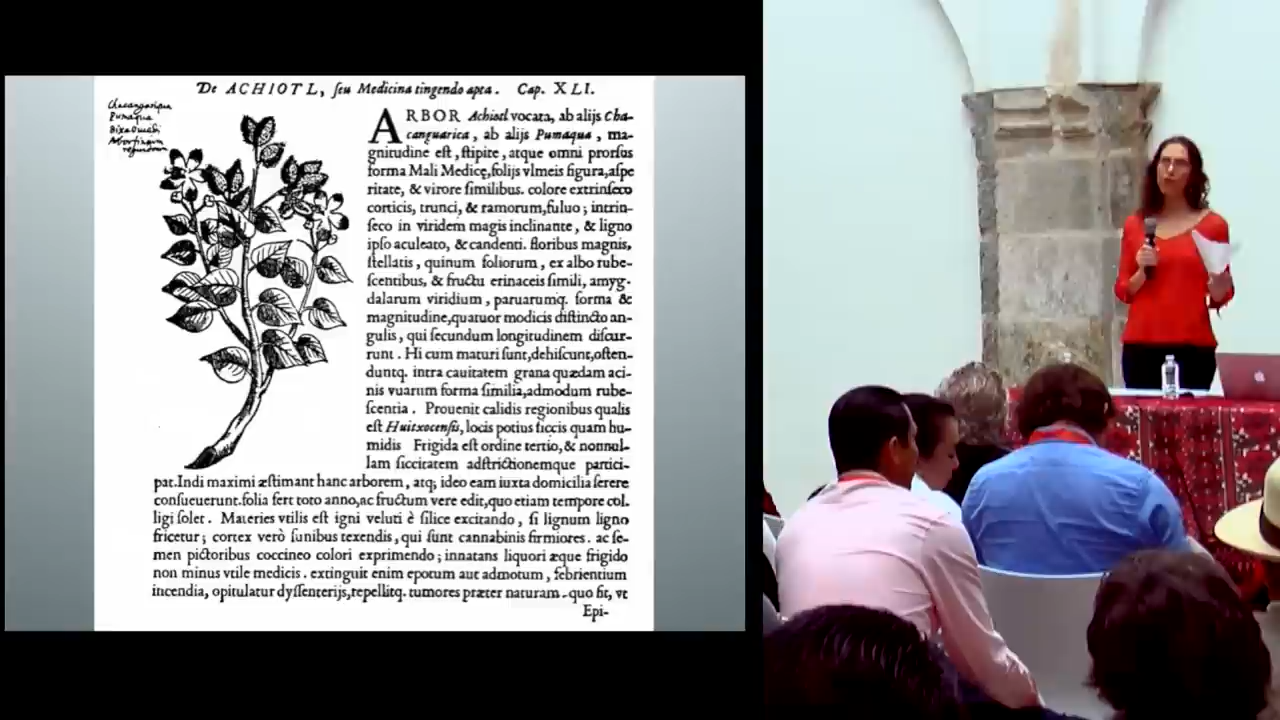 De ACHIOTL, ſeu Medicina tingendo apta. Cap. XLI.
Chacanguarica
Pumaqua
ARBOR Achiotl vocata, ab alijs Cha-
canguarica, ab alijs Pumaqua, ma-
gnitudine eſt, ſtipite, atque omni prorſus
forma Mali Medicę, folijs vlmeis figura, aſpe
ritate, & virore ſimilibus. colore extrinſeco
corticis, trunci, & ramorum, fuluo; intrin-
ſeco in viridem magis inclinante, & ligno
ipſo aculeato, & candenti. floribus magnis,
ſtellatis, quinum foliorum, ex albo rube-
ſcentibus, & fructu erinaceis ſimili, amyg-
dalarum viridium, paruarumq. forma &
magnitudine, quatuor modicis diſtincto an-
gulis, qui ſecundum longitudinem diſcur-
runt. Hi cum maturi ſunt, dehiſcunt, oſten-
duntq. intra cauitatem grana quædam aci-
nis vuarum forma ſimilia, admodum rube-
ſcentia. Prouenit calidis regionibus qualis
eſt Huitxocenſis, locis potius ſiccis quam hu-
midis Frigida eſt ordine tertio, & nonnul-
lam ſiccitatem adſtrictionemque partici-
pat. Indi maximi æſtimant hanc arborem, atq; ideo eam iuxta domicilia ſerere
conſueuerunt. folia fert toto anno, ac fructum vere edit, quo etiam tempore col.
ligi ſolet. Materies vtilis eſt igni veluti è ſilice excitando, ſi lignum ligno
fricetur; cortex verò funibus texendis, qui ſunt cannabinis firmiores. ac ſe-
men pictoribus coccineo colori exprimendo; innatans liquori æque frigido
non minus vtile medicis. extinguit enim epotum aut admotum, febrientium
incendia, opitulatur dyſſenterijs, repellitq. tumores præter naturam. quo fit, vt
Epi-